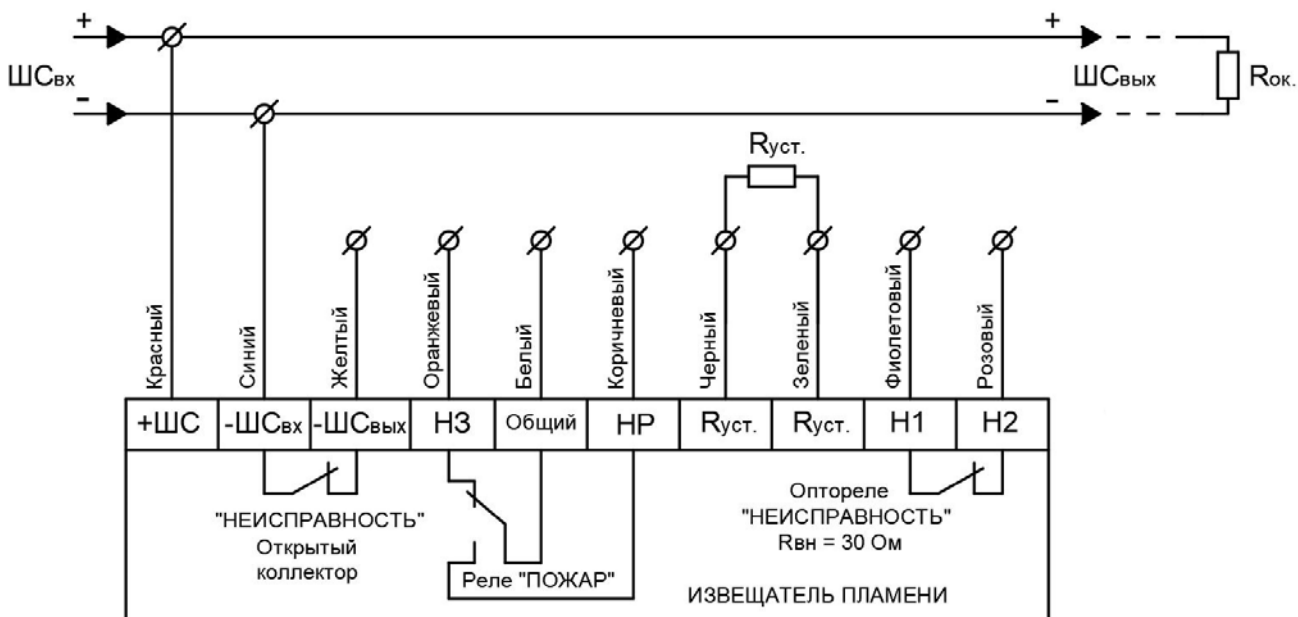 + +
ШСвх ШСвых Rок.
- -
Rуст.
Красный
Синий
Желтый
Оранжевый
Белый
Коричневый
Черный
Зеленый
Фиолетовый
Розовый
+ШС -ШСвх -ШСвых НЗ Общий НР Rуст. Rуст. Н1 Н2
"НЕИСПРАВНОСТЬ"
Открытый
коллектор
Реле "ПОЖАР"
Оптореле
"НЕИСПРАВНОСТЬ"
Rвн = 30 Ом
ИЗВЕЩАТЕЛЬ ПЛАМЕНИ